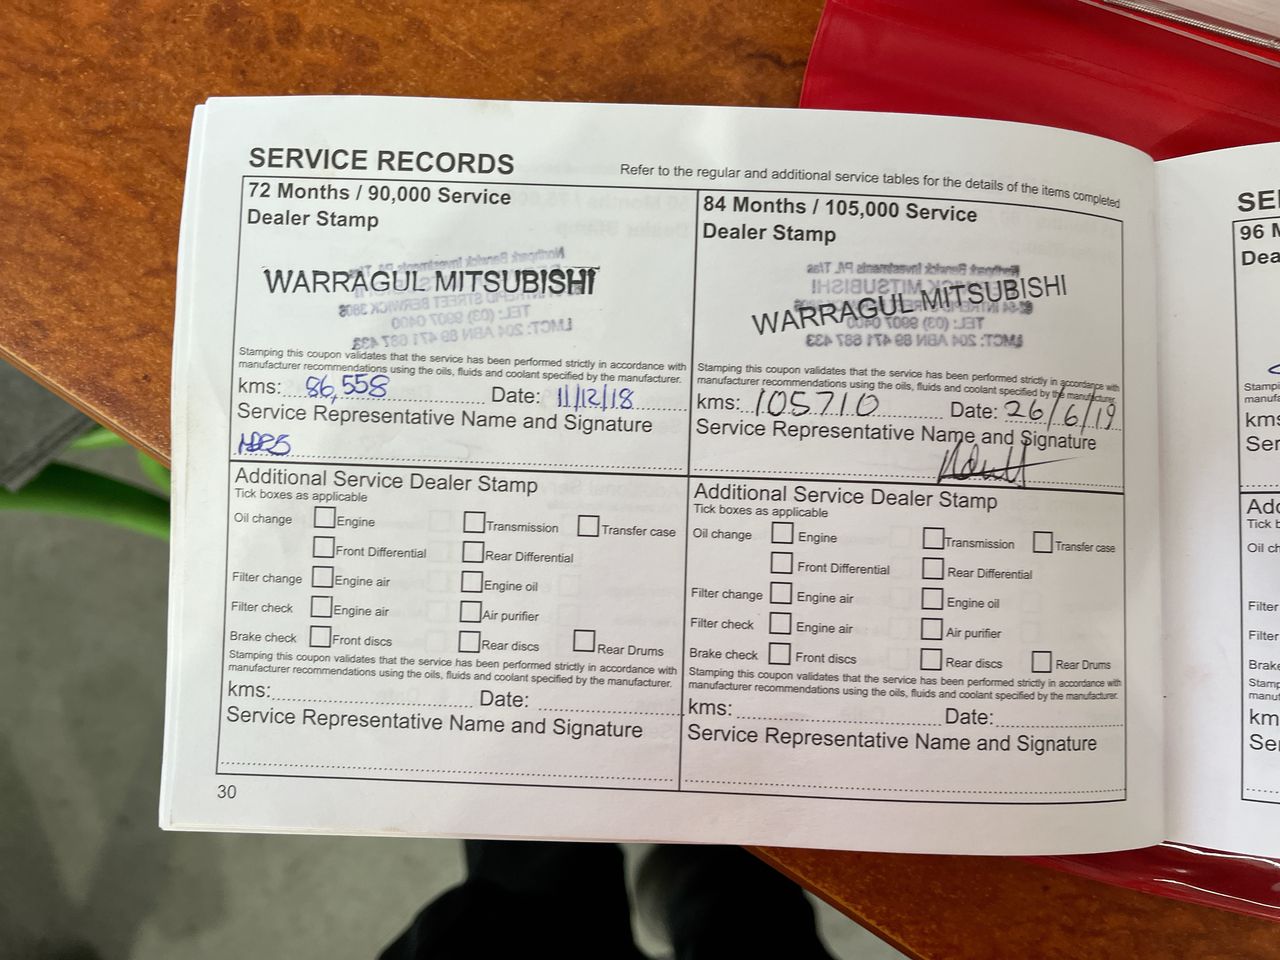 SERVICE RECORDS
Refer to the regular and additional service tables for the details of the items completed
72 Months / 90,000 Service
Dealer Stamp
WARRAGUL MITSUBISHI
Stamping this coupon validates that the service has been performed strictly in accordance with
manufacturer recommendations using the oils, fluids and coolant specified by the manufacturer.
kms: 86,558 Date: 11/12/18
Service Representative Name and Signature
Additional Service Dealer Stamp
Tick boxes as applicable
Oil change Engine Transmission Transfer case
Front Differential Rear Differential
Filter change Engine air Engine oil
Filter check Engine air Air purifier
Brake check Front discs Rear discs Rear Drums
Stamping this coupon validates that the service has been performed strictly in accordance with
manufacturer recommendations using the oils, fluids and coolant specified by the manufacturer.
kms: Date:
Service Representative Name and Signature
30
84 Months / 105,000 Service
Dealer Stamp
WARRAGUL MITSUBISHI
Stamping this coupon validates that the service has been performed strictly in accordance with
manufacturer recommendations using the oils, fluids and coolant specified by the manufacturer.
kms: 105710 Date: 26/6/19
Service Representative Name and Signature
Additional Service Dealer Stamp
Tick boxes as applicable
Oil change Engine Transmission Transfer case
Front Differential Rear Differential
Filter change Engine air Engine oil
Filter check Engine air Air purifier
Brake check Front discs Rear discs Rear Drums
Stamping this coupon validates that the service has been performed strictly in accordance with
manufacturer recommendations using the oils, fluids and coolant specified by the manufacturer.
kms: Date:
Service Representative Name and Signature
96
kms